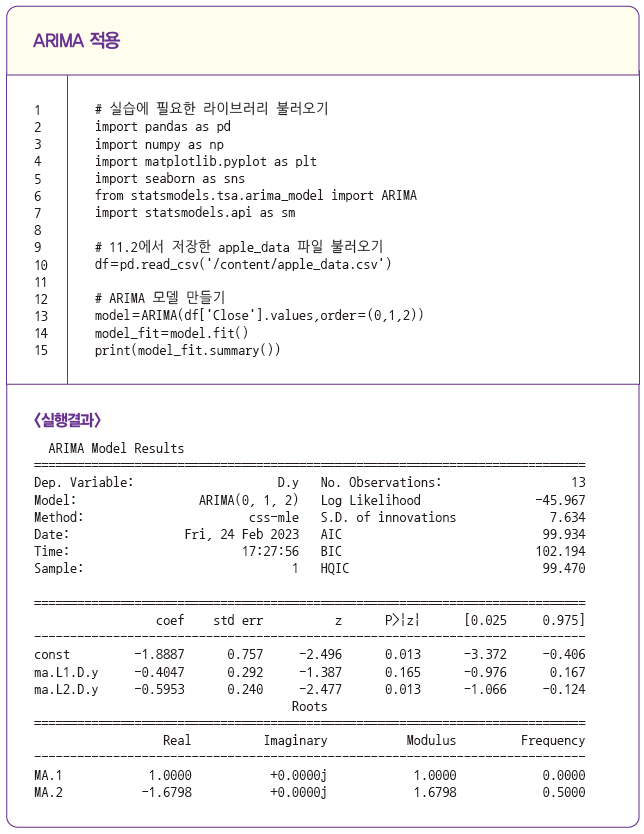 ARIMA 적용
1 # 실습에 필요한 라이브러리 불러오기
2 import pandas as pd
3 import numpy as np
4 import matplotlib.pyplot as plt
5 import seaborn as sns
6 from statsmodels.tsa.arima_model import ARIMA
7 import statsmodels.api as sm
8
9 # 11.2에서 저장한 apple_data 파일 불러오기
10 df=pd.read_csv('/content/apple_data.csv')
11
12 # ARIMA 모델 만들기
13 model=ARIMA(df['Close'].values,order=(0,1,2))
14 model_fit=model.fit()
15 print(model_fit.summary())
〈실행결과〉
ARIMA Model Results
==============================================================================
Dep. Variable: D.y No. Observations: 13
Model: ARIMA(0, 1, 2) Log Likelihood -45.967
Method: css-mle S.D. of innovations 7.634
Date: Fri, 24 Feb 2023 AIC 99.934
Time: 17:27:56 BIC 102.194
Sample: 1 HQIC 99.470
==============================================================================
coef std err z P>|z| [0.025 0.975]
------------------------------------------------------------------------------
const -1.8887 0.757 -2.496 0.013 -3.372 -0.406
ma.L1.D.y -0.4047 0.292 -1.387 0.165 -0.976 0.167
ma.L2.D.y -0.5953 0.240 -2.477 0.013 -1.066 -0.124
Roots
==============================================================================
Real Imaginary Modulus Frequency
------------------------------------------------------------------------------
MA.1 1.0000 +0.0000j 1.0000 0.0000
MA.2 -1.6798 +0.0000j 1.6798 0.5000